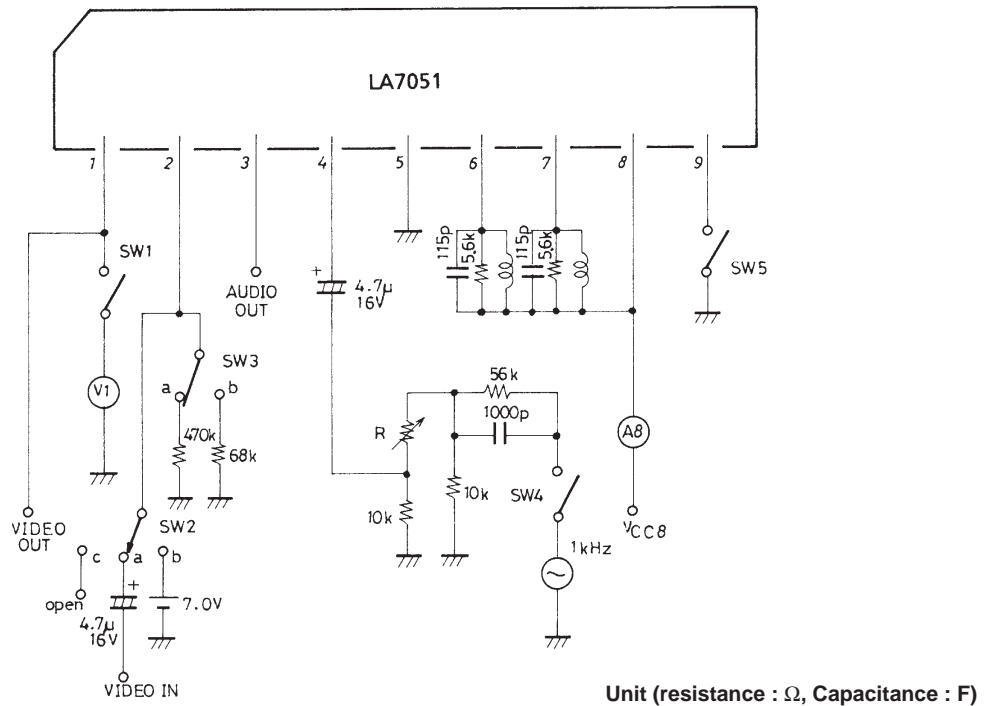 LA7051
1 2 3 4 5 6 7 8 9
115p 5.6k 115p 5.6k
SW1
SW5
AUDIO
OUT
+
4.7μ
16V
SW3
a b
56k
1000p
V1
R
A8
470k 68k
SW4
10k 10k
VIDEO
OUT
SW2
VCC8
1kHz
c a b
open
+
7.0V
4.7μ
16V
VIDEO IN
Unit (resistance : Ω, Capacitance : F)